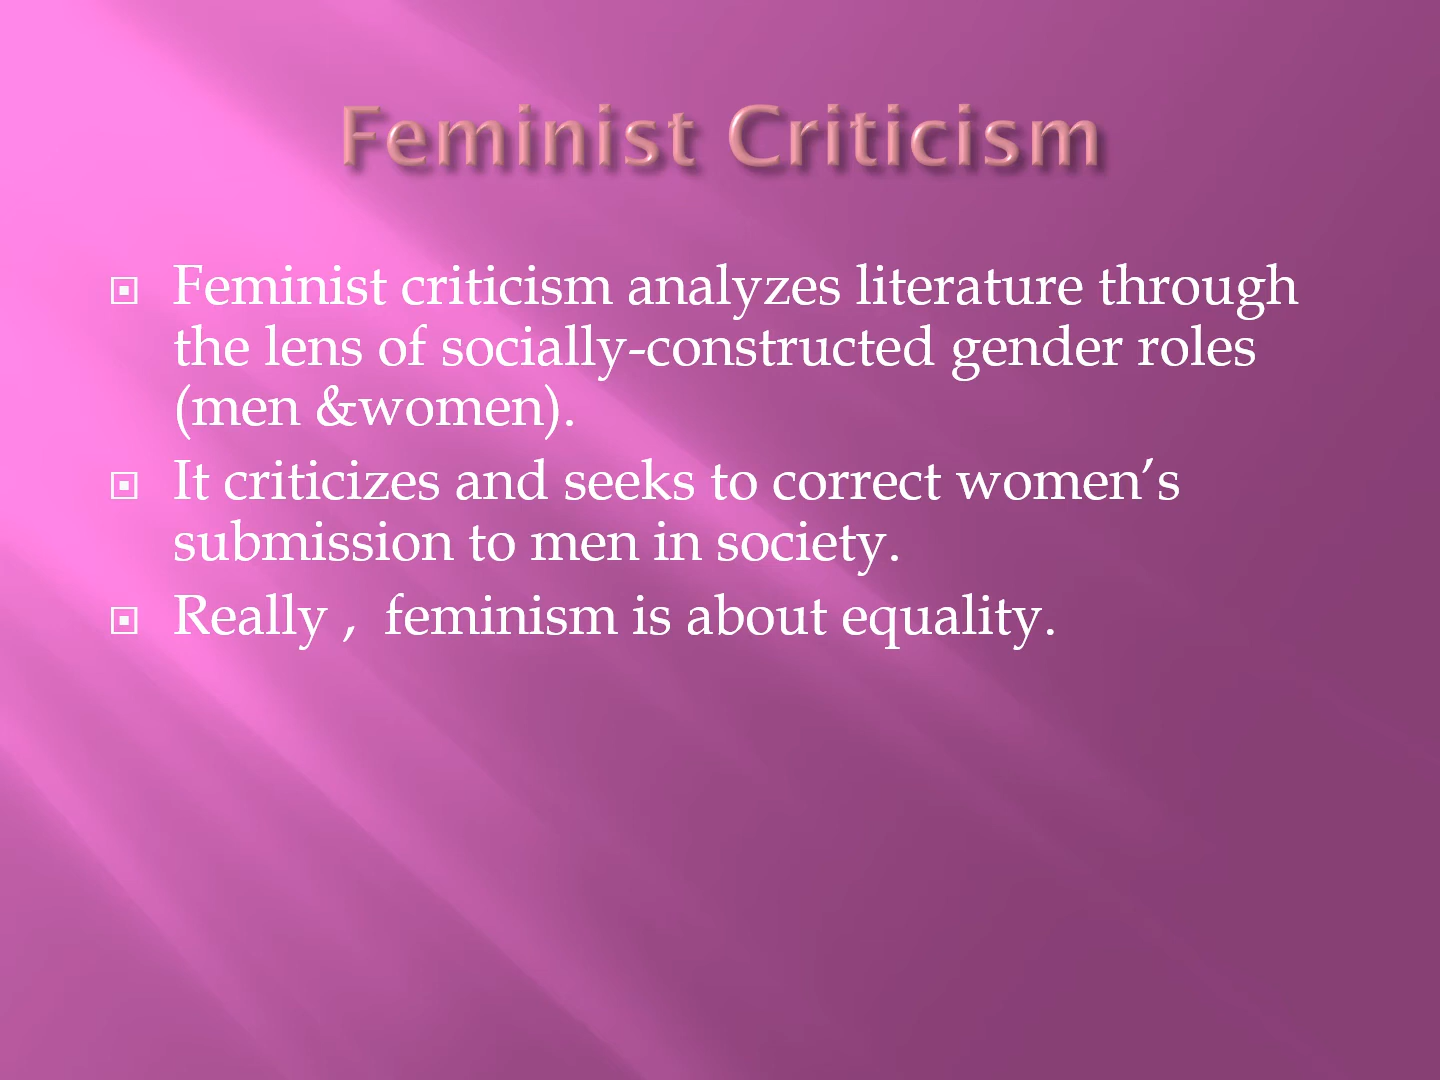 Feminist Criticism
Feminist criticism analyzes literature through
the lens of socially-constructed gender roles
(men &women).
It criticizes and seeks to correct women’s
submission to men in society.
Really ,  feminism is about equality.